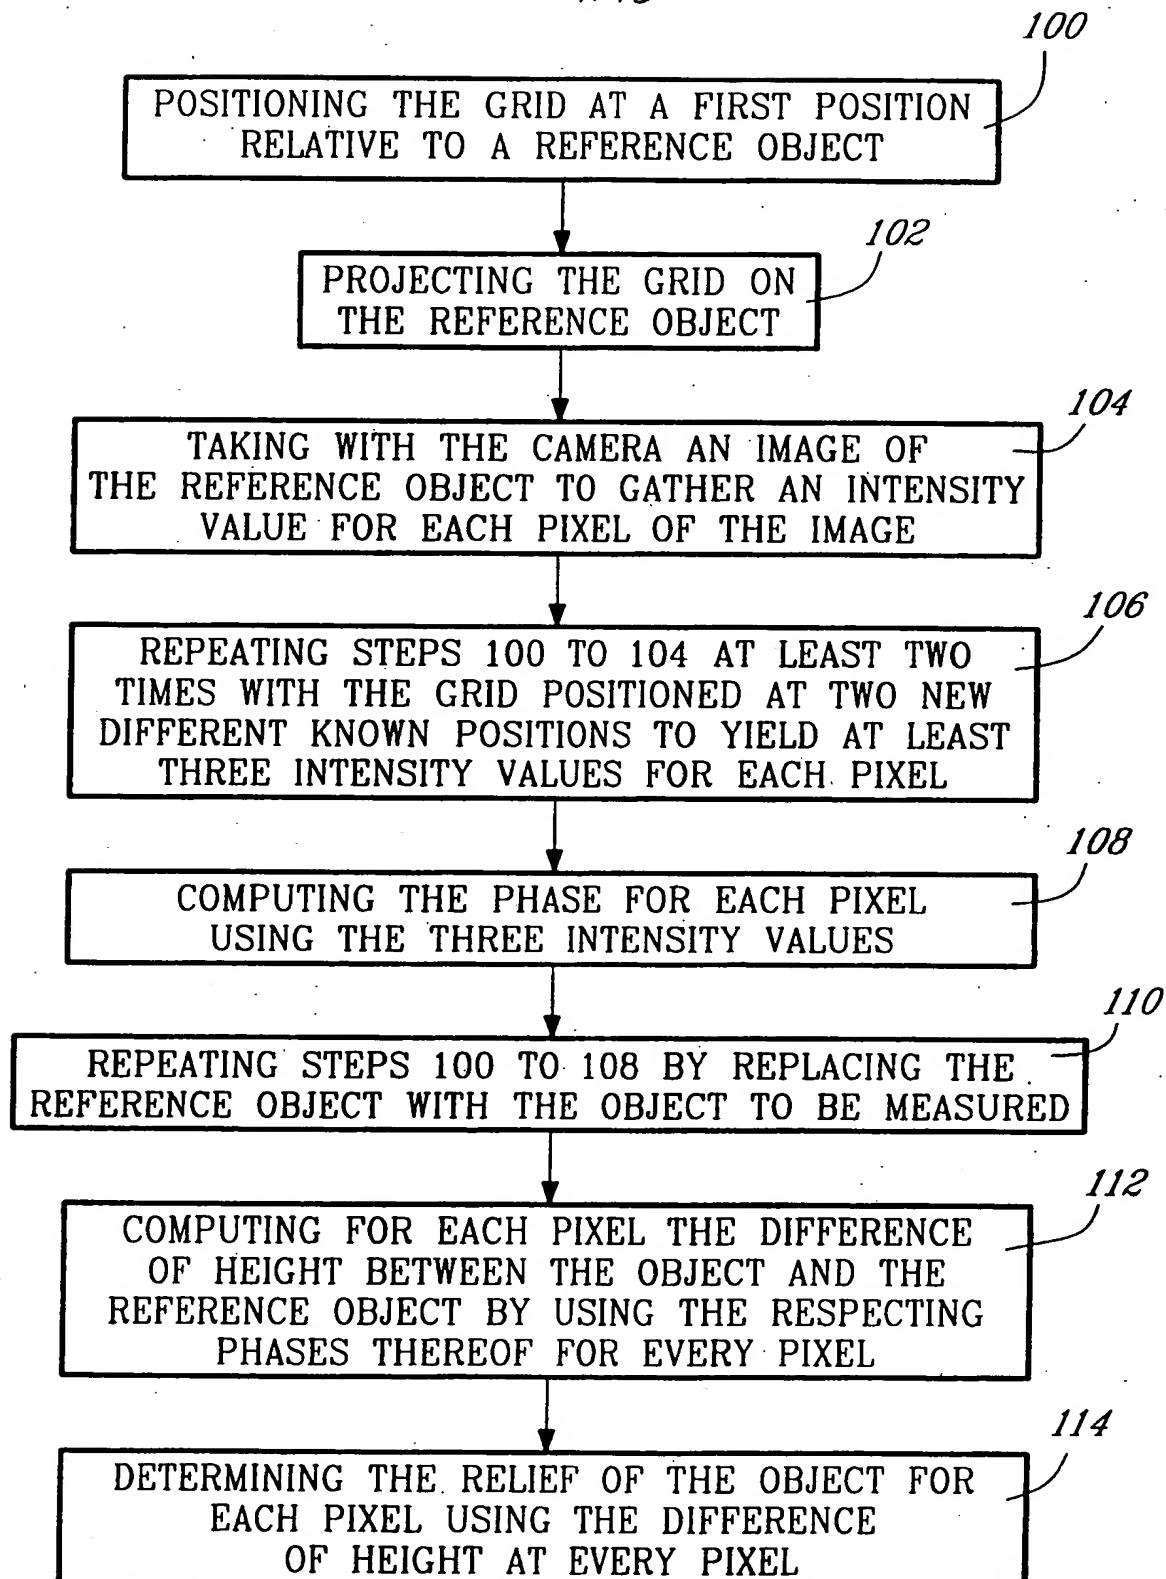 100
POSITIONING THE GRID AT A FIRST POSITION
RELATIVE TO A REFERENCE OBJECT
102
PROJECTING THE GRID ON
THE REFERENCE OBJECT
104
TAKING WITH THE CAMERA AN IMAGE OF
THE REFERENCE OBJECT TO GATHER AN INTENSITY
VALUE FOR EACH PIXEL OF THE IMAGE
106
REPEATING STEPS 100 TO 104 AT LEAST TWO
TIMES WITH THE GRID POSITIONED AT TWO NEW
DIFFERENT KNOWN POSITIONS TO YIELD AT LEAST
THREE INTENSITY VALUES FOR EACH PIXEL
108
COMPUTING THE PHASE FOR EACH PIXEL
USING THE THREE INTENSITY VALUES
110
REPEATING STEPS 100 TO 108 BY REPLACING THE
REFERENCE OBJECT WITH THE OBJECT TO BE MEASURED
112
COMPUTING FOR EACH PIXEL THE DIFFERENCE
OF HEIGHT BETWEEN THE OBJECT AND THE
REFERENCE OBJECT BY USING THE RESPECTING
PHASES THEREOF FOR EVERY PIXEL
114
DETERMINING THE RELIEF OF THE OBJECT FOR
EACH PIXEL USING THE DIFFERENCE
OF HEIGHT AT EVERY PIXEL